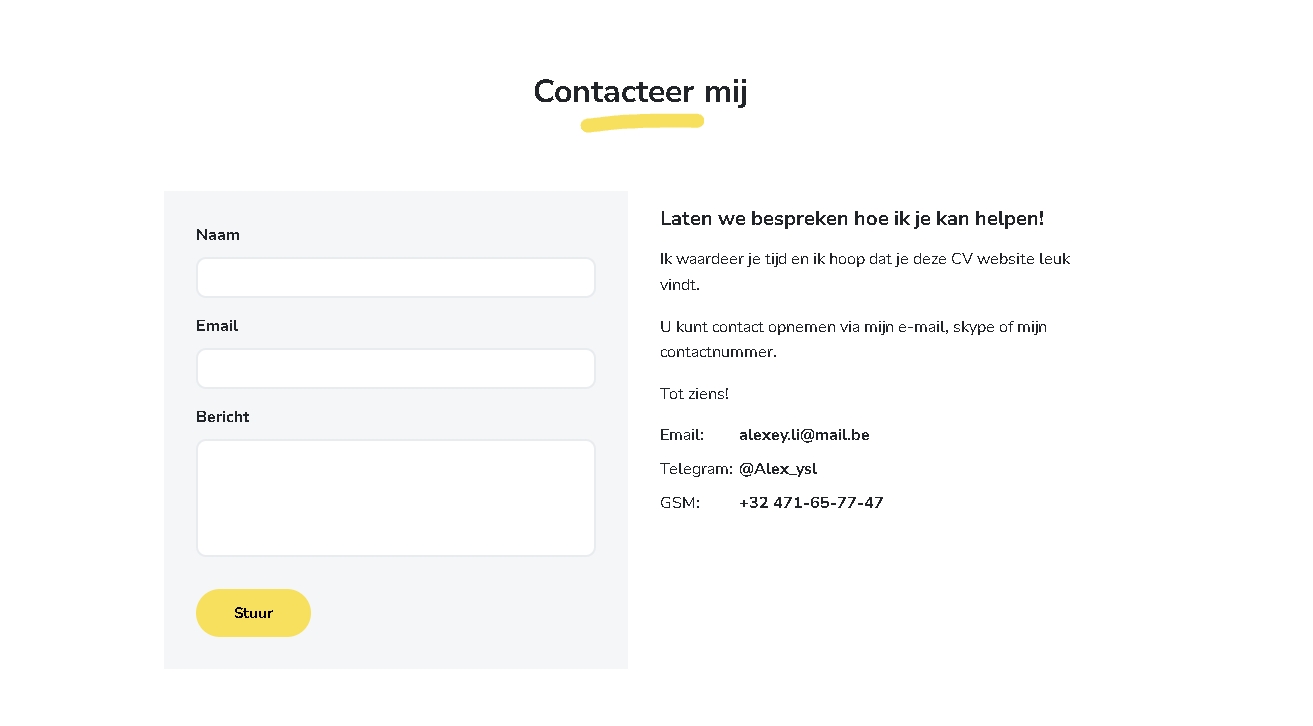 Contacteer mij
Naam
Email
Bericht
Stuur
Laten we bespreken hoe ik je kan helpen!
Ik waardeer je tijd en ik hoop dat je deze CV website leuk
vindt.
U kunt contact opnemen via mijn e-mail, skype of mijn
contactnummer.
Tot ziens!
Email: alexey.li@mail.be
Telegram: @Alex_ysl
GSM: +32 471-65-77-47